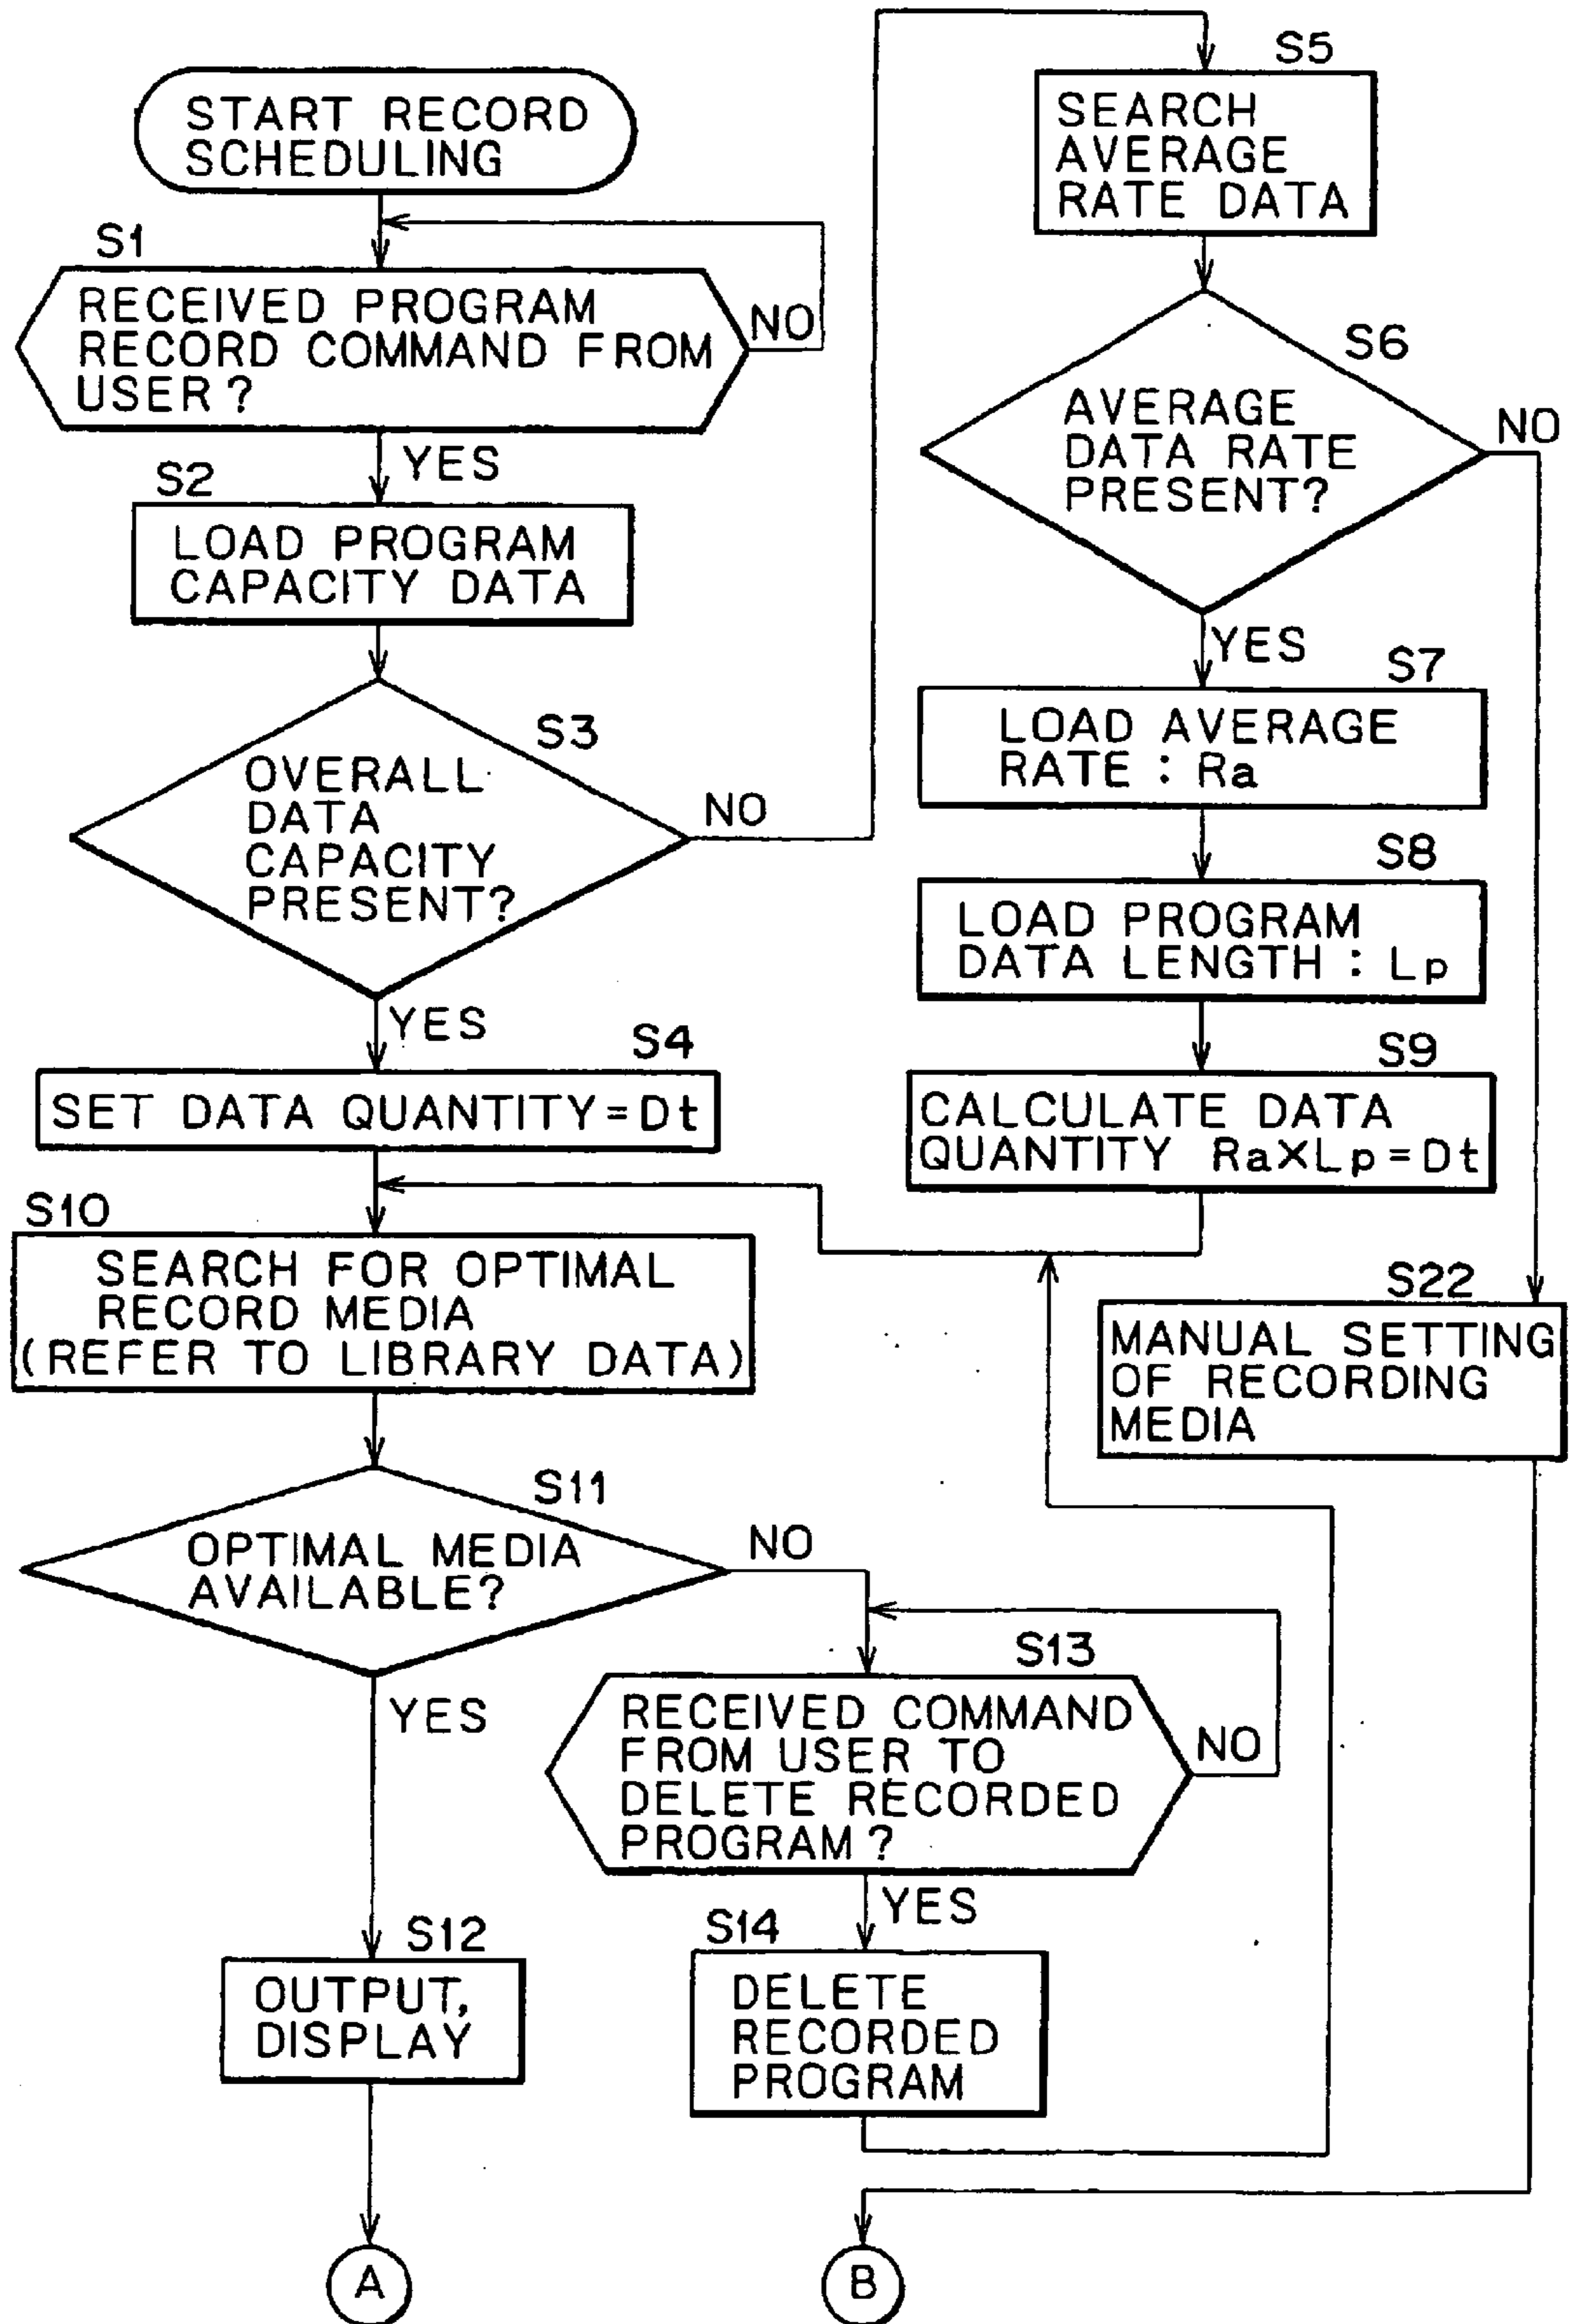 START RECORD
SCHEDULING
S1
RECEIVED PROGRAM
RECORD COMMAND FROM
USER?
NO
YES
S2
LOAD PROGRAM
CAPACITY DATA
S3
OVERALL
DATA
CAPACITY
PRESENT?
NO
YES
S4
SET DATA QUANTITY=Dt
S5
SEARCH
AVERAGE
RATE DATA
S6
AVERAGE
DATA RATE
PRESENT?
NO
YES
S7
LOAD AVERAGE
RATE : Ra
S8
LOAD PROGRAM
DATA LENGTH : Lp
S9
CALCULATE DATA
QUANTITY Ra×Lp=Dt
S10
SEARCH FOR OPTIMAL
RECORD MEDIA
(REFER TO LIBRARY DATA)
S22
MANUAL SETTING
OF RECORDING
MEDIA
S11
OPTIMAL MEDIA
AVAILABLE?
NO
YES
S13
RECEIVED COMMAND
FROM USER TO
DELETE RECORDED
PROGRAM?
NO
YES
S12
OUTPUT,
DISPLAY
S14
DELETE
RECORDED
PROGRAM
A
B